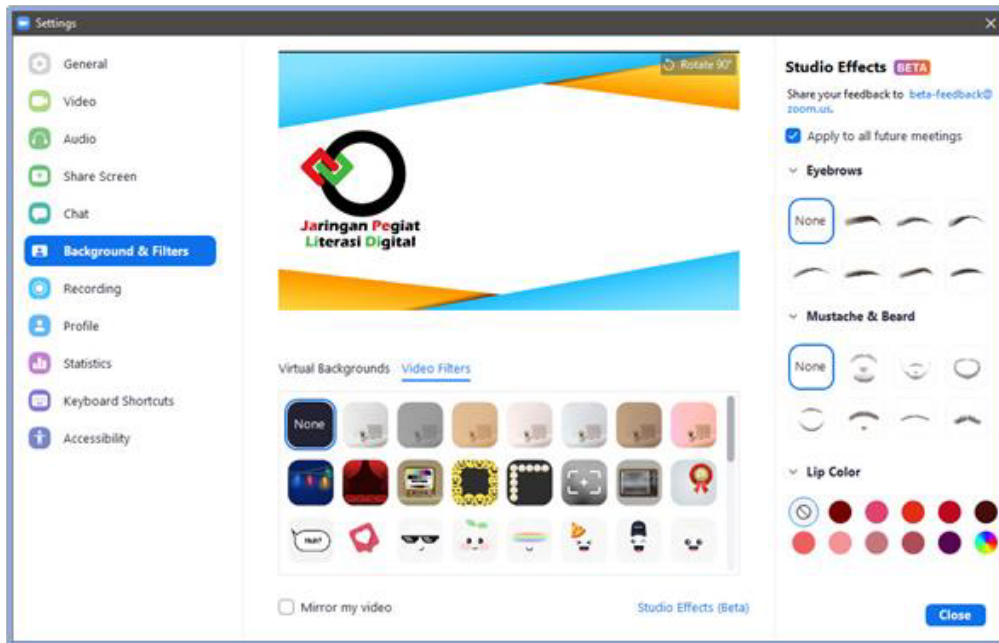 Settings
General
Video
Audio
Share Screen
Chat
Background & Filters
Recording
Profile
Statistics
Keyboard Shortcuts
Accessibility
Rotate 90°
Jaringan Pegiat
Literasi Digital
Virtual Backgrounds Video Filters
None
Huh?
Mirror my video
Studio Effects (Beta)
Studio Effects BETA
Share your feedback to beta-feedback@
zoom.us.
Apply to all future meetings
Eyebrows
None
Mustache & Beard
None
Lip Color
Close